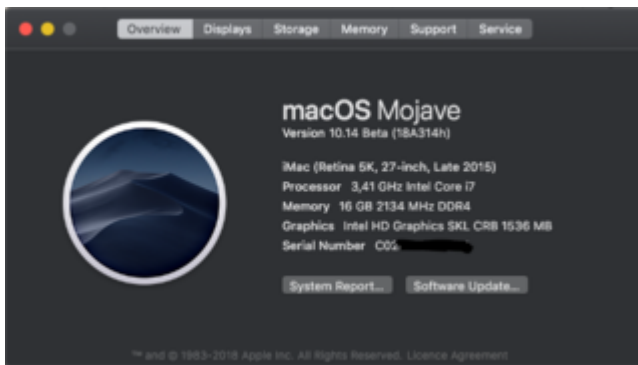 Overview Displays Storage Memory Support Service
macOS Mojave
Version 10.14 Beta (18A314h)
iMac (Retina 5K, 27-inch, Late 2015)
Processor 3,41 GHz Intel Core i7
Memory 16 GB 2134 MHz DDR4
Graphics Intel HD Graphics SKL CRB 1536 MB
Serial Number C02
System Report... Software Update...
™ and © 1983-2018 Apple Inc. All Rights Reserved. Licence Agreement